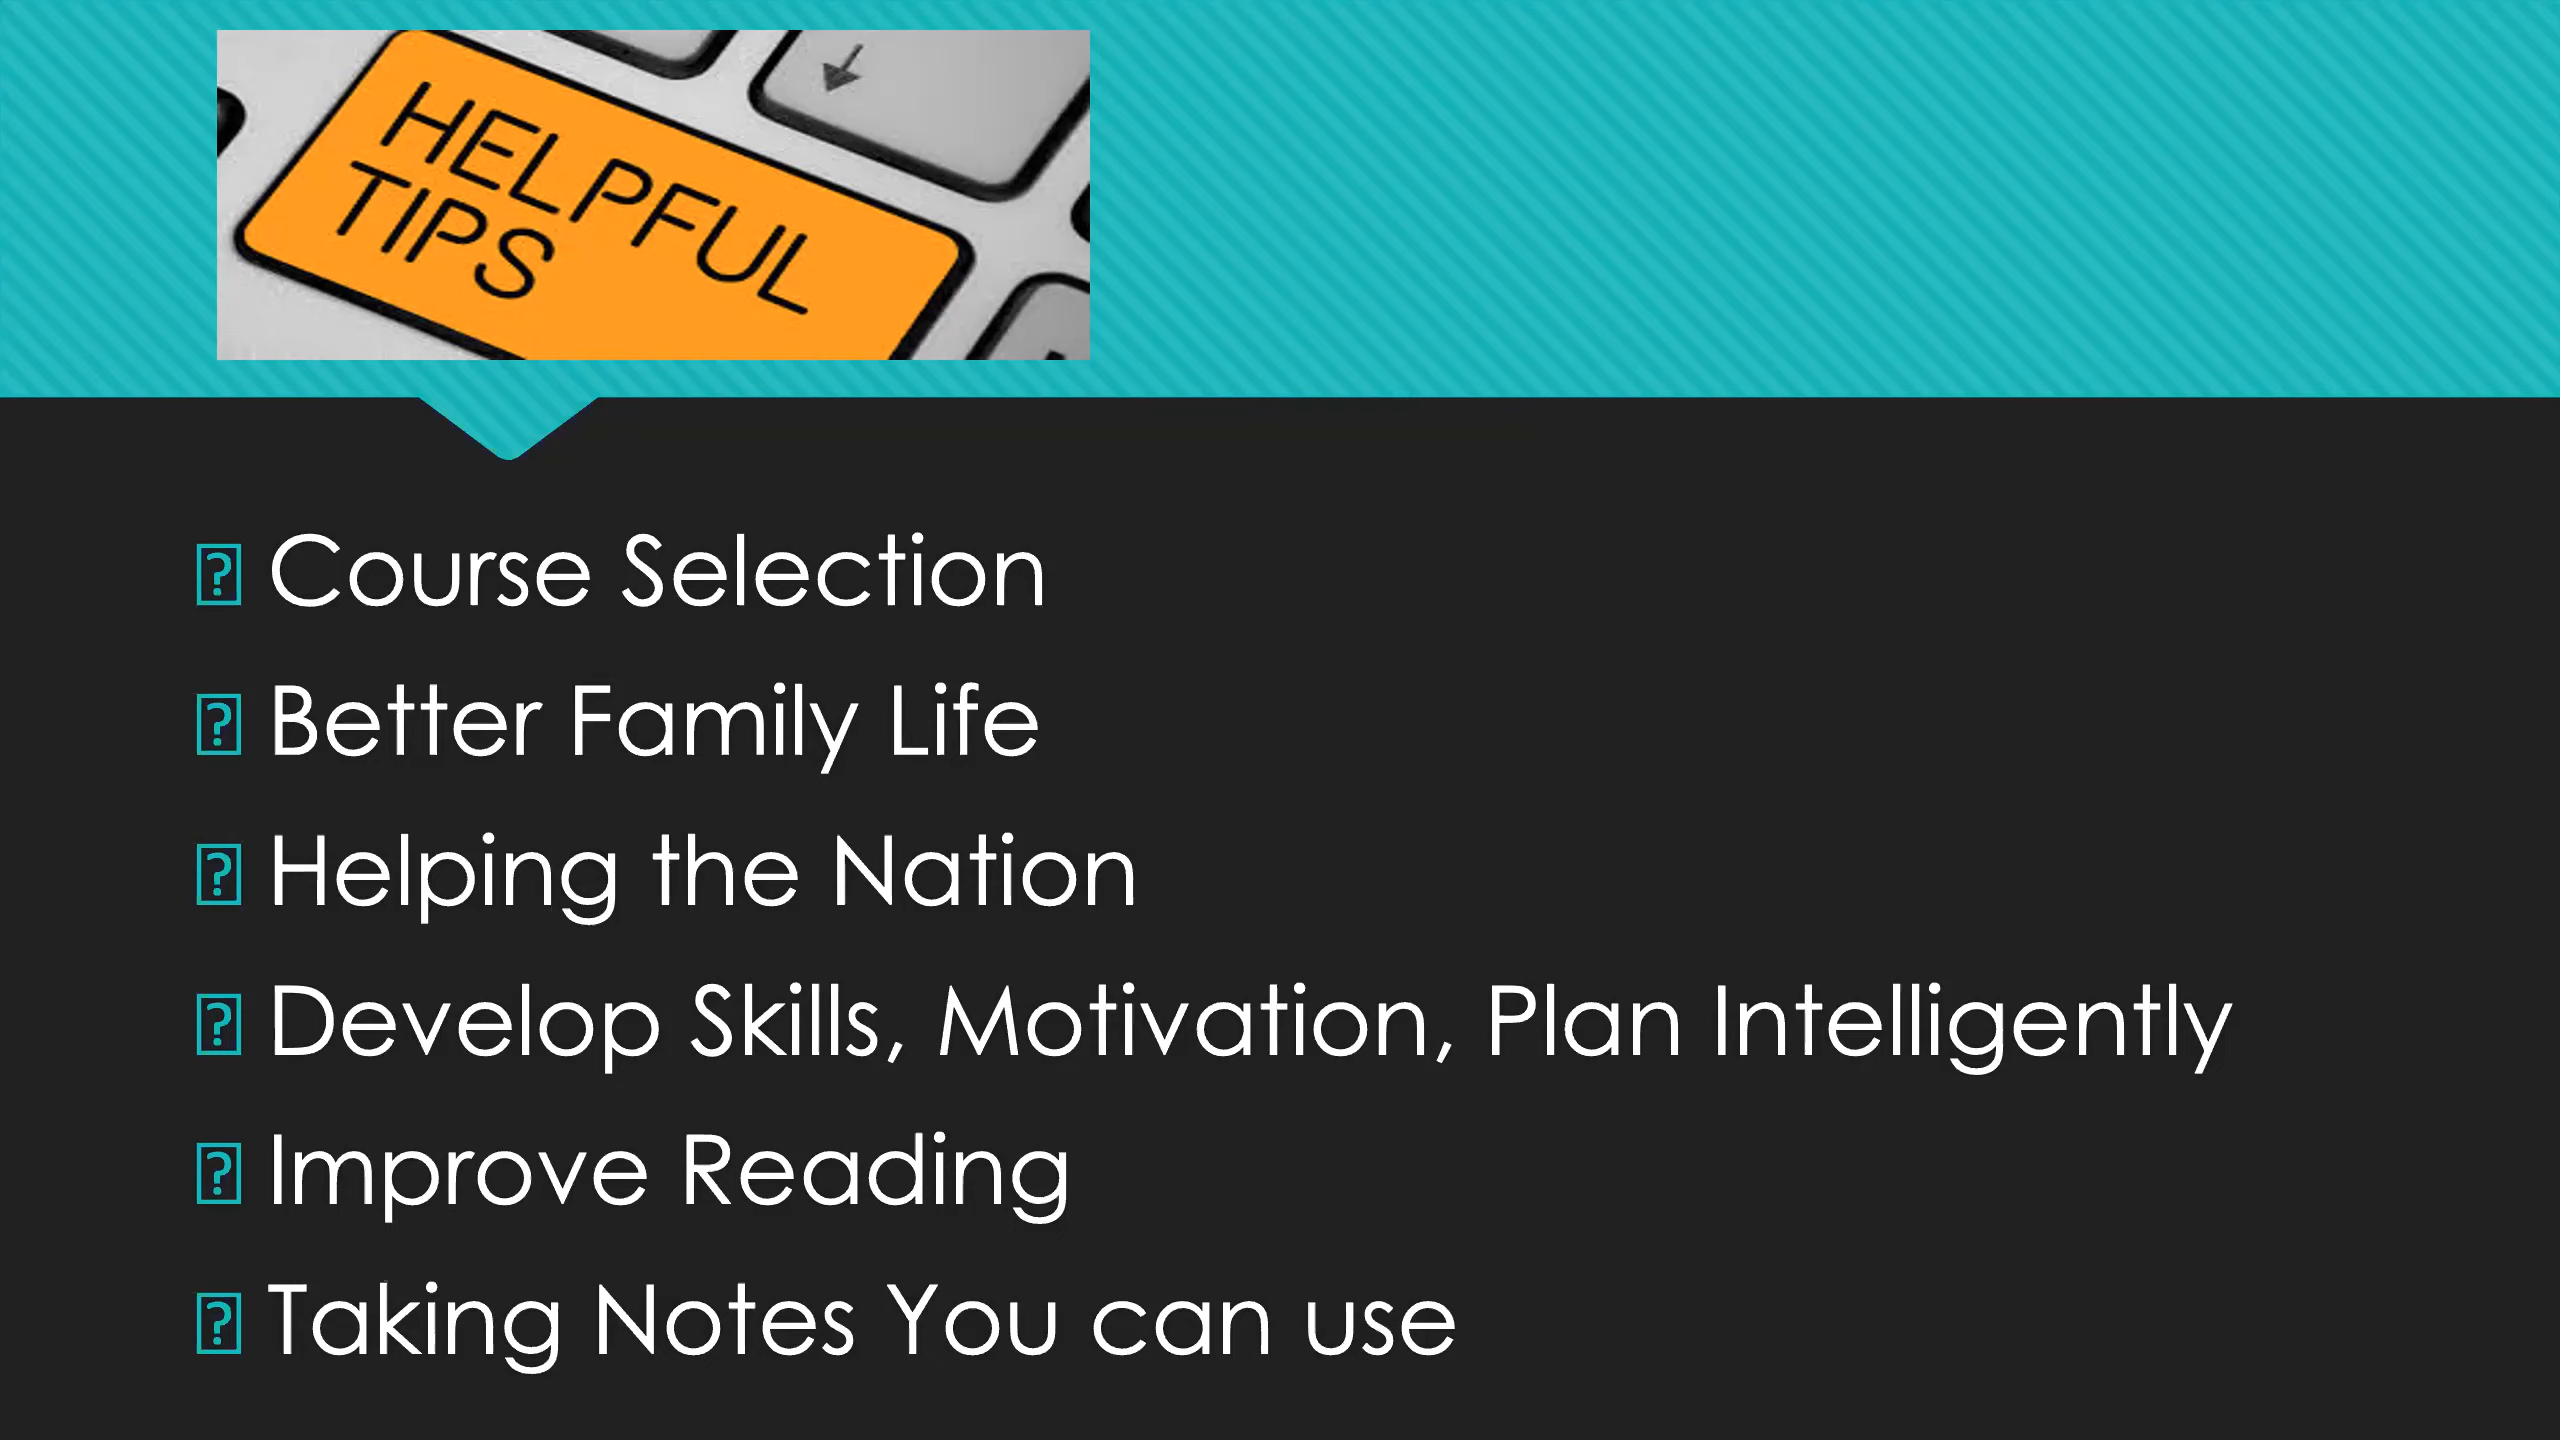 HELPFUL
TIPS
Course Selection
Better Family Life
Helping the Nation
Develop Skills, Motivation, Plan Intelligently
Improve Reading
Taking Notes You can use